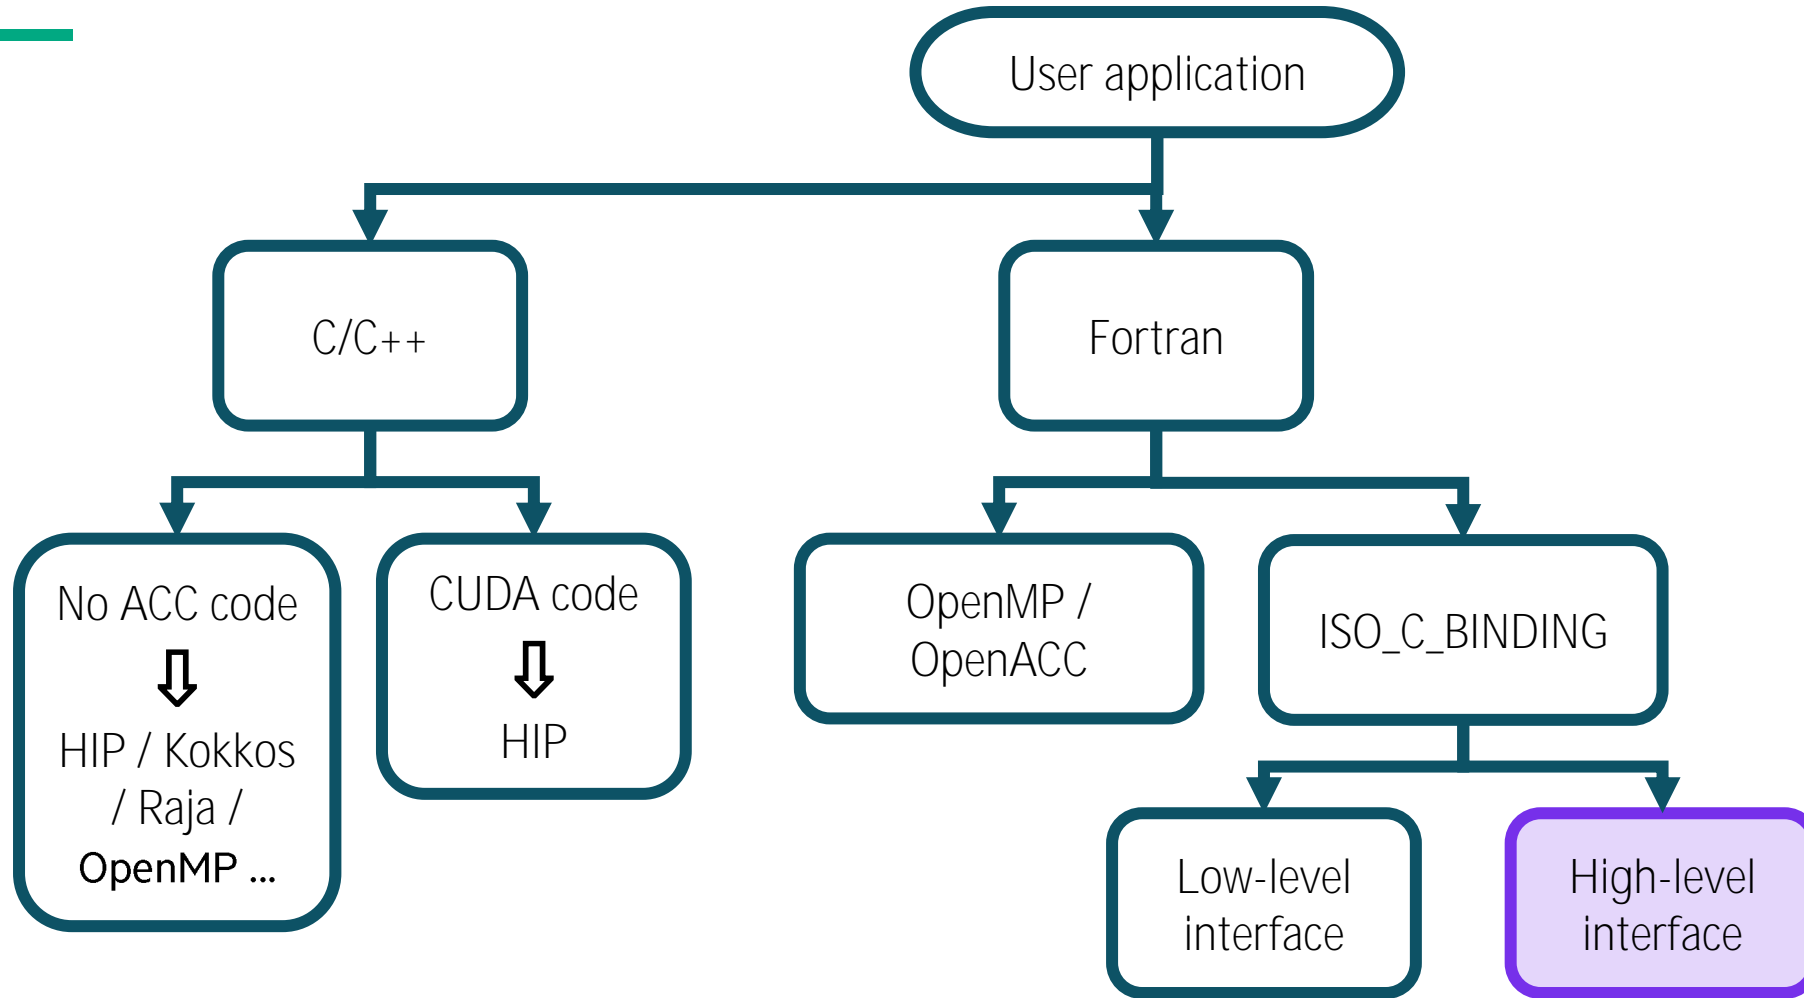 User application
C/C++
Fortran
No ACC code
HIP / Kokkos
/ Raja /
OpenMP ...
CUDA code
HIP
OpenMP /
OpenACC
ISO_C_BINDING
Low-level
interface
High-level
interface